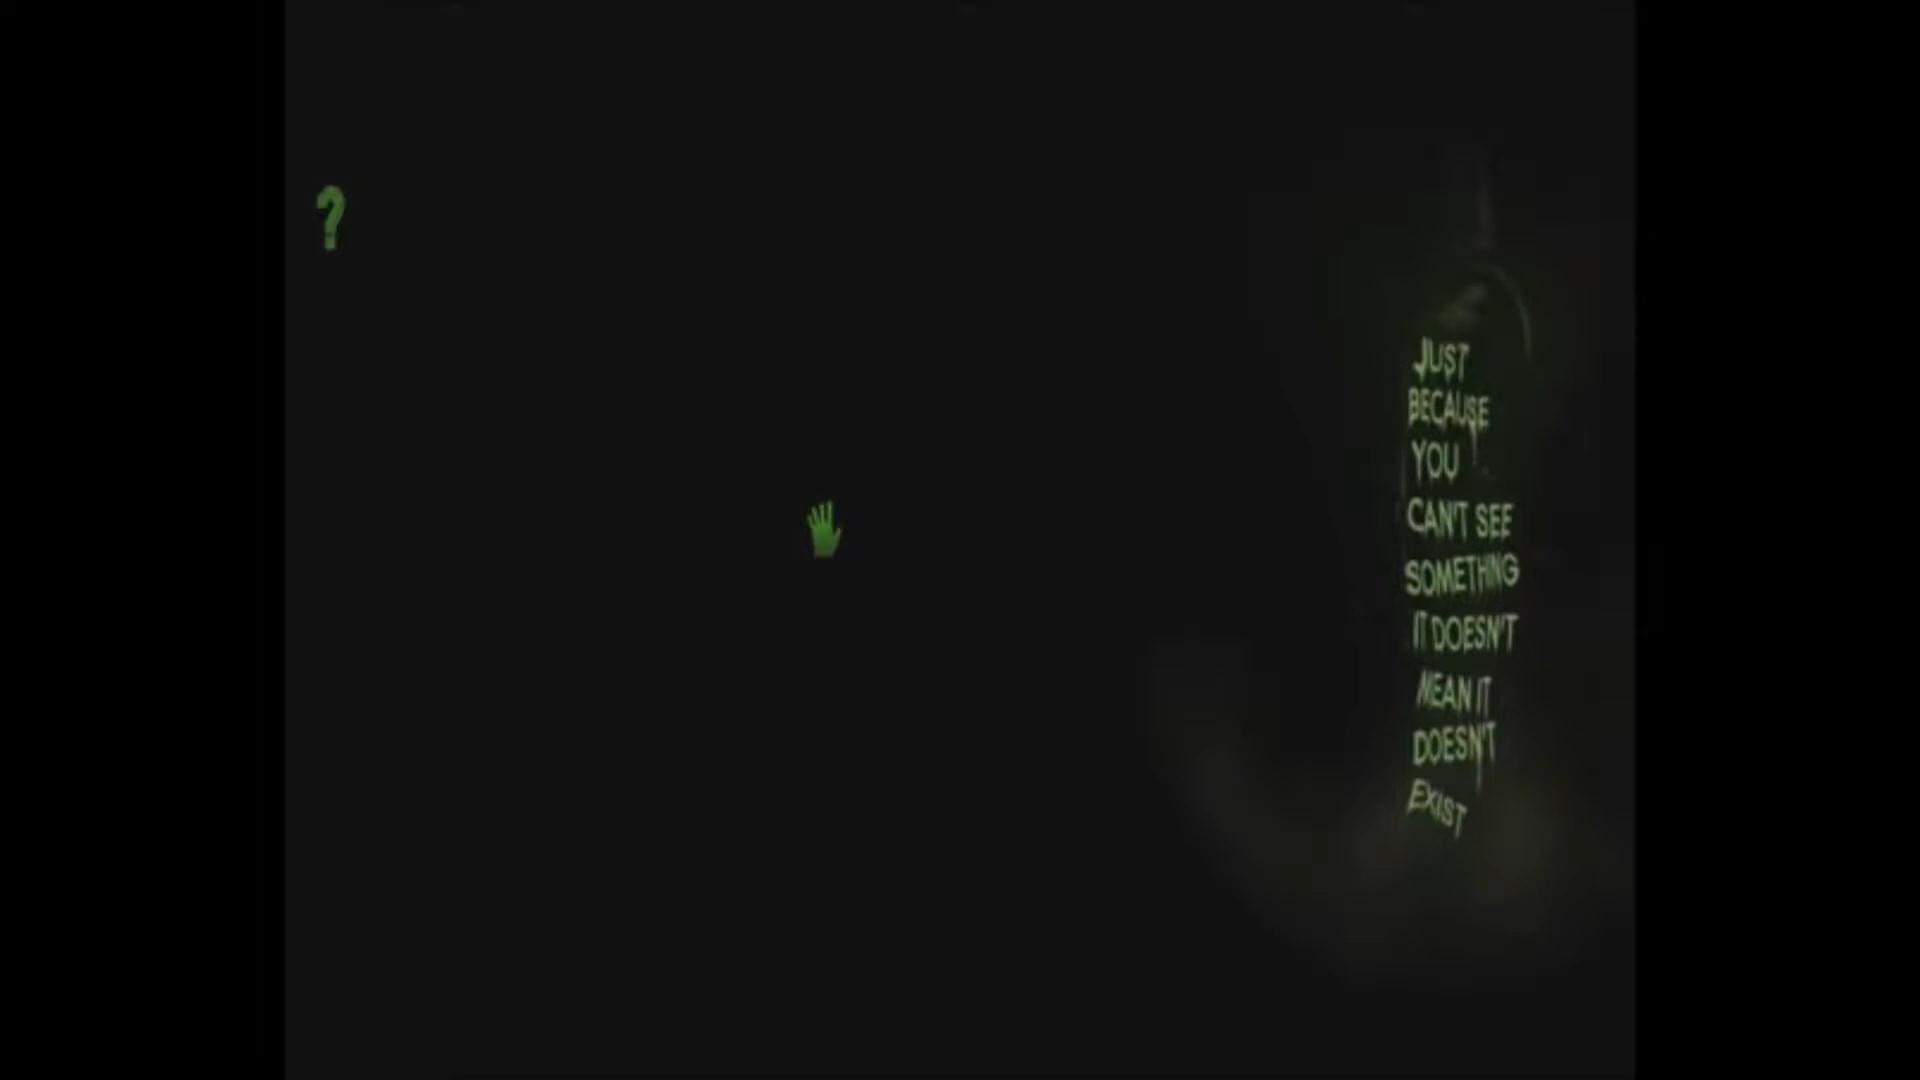 ?
JUST
BECAUSE
YOU
CAN'T SEE
SOMETHING
IT DOESN'T
MEAN IT
DOESN'T
EXIST